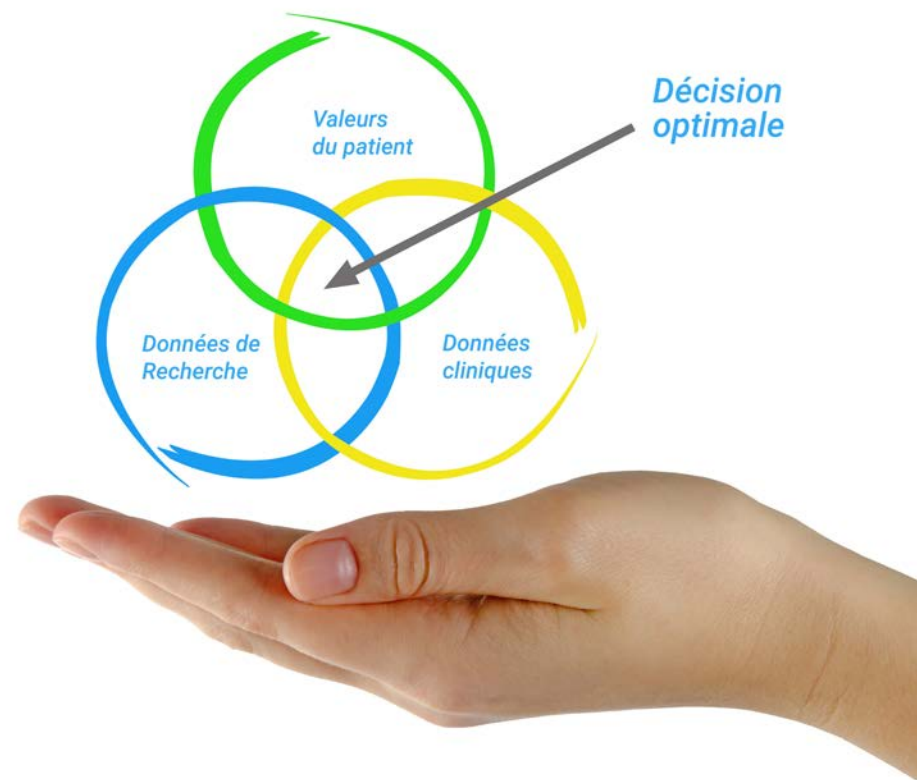 Valeurs
du patient
Décision
optimale
Données de
Recherche
Données
cliniques